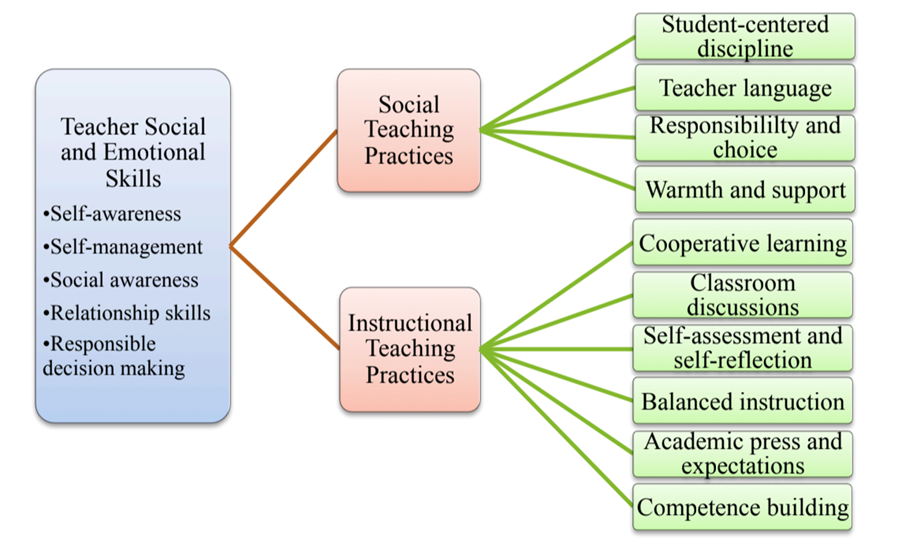 Teacher Social
and Emotional
Skills
•Self-awareness
•Self-management
•Social awareness
•Relationship skills
•Responsible
decision making
Social
Teaching
Practices
Instructional
Teaching
Practices
Student-centered
discipline
Teacher language
Responsibililty and
choice
Warmth and support
Cooperative learning
Classroom
discussions
Self-assessment and
self-reflection
Balanced instruction
Academic press and
expectations
Competence building